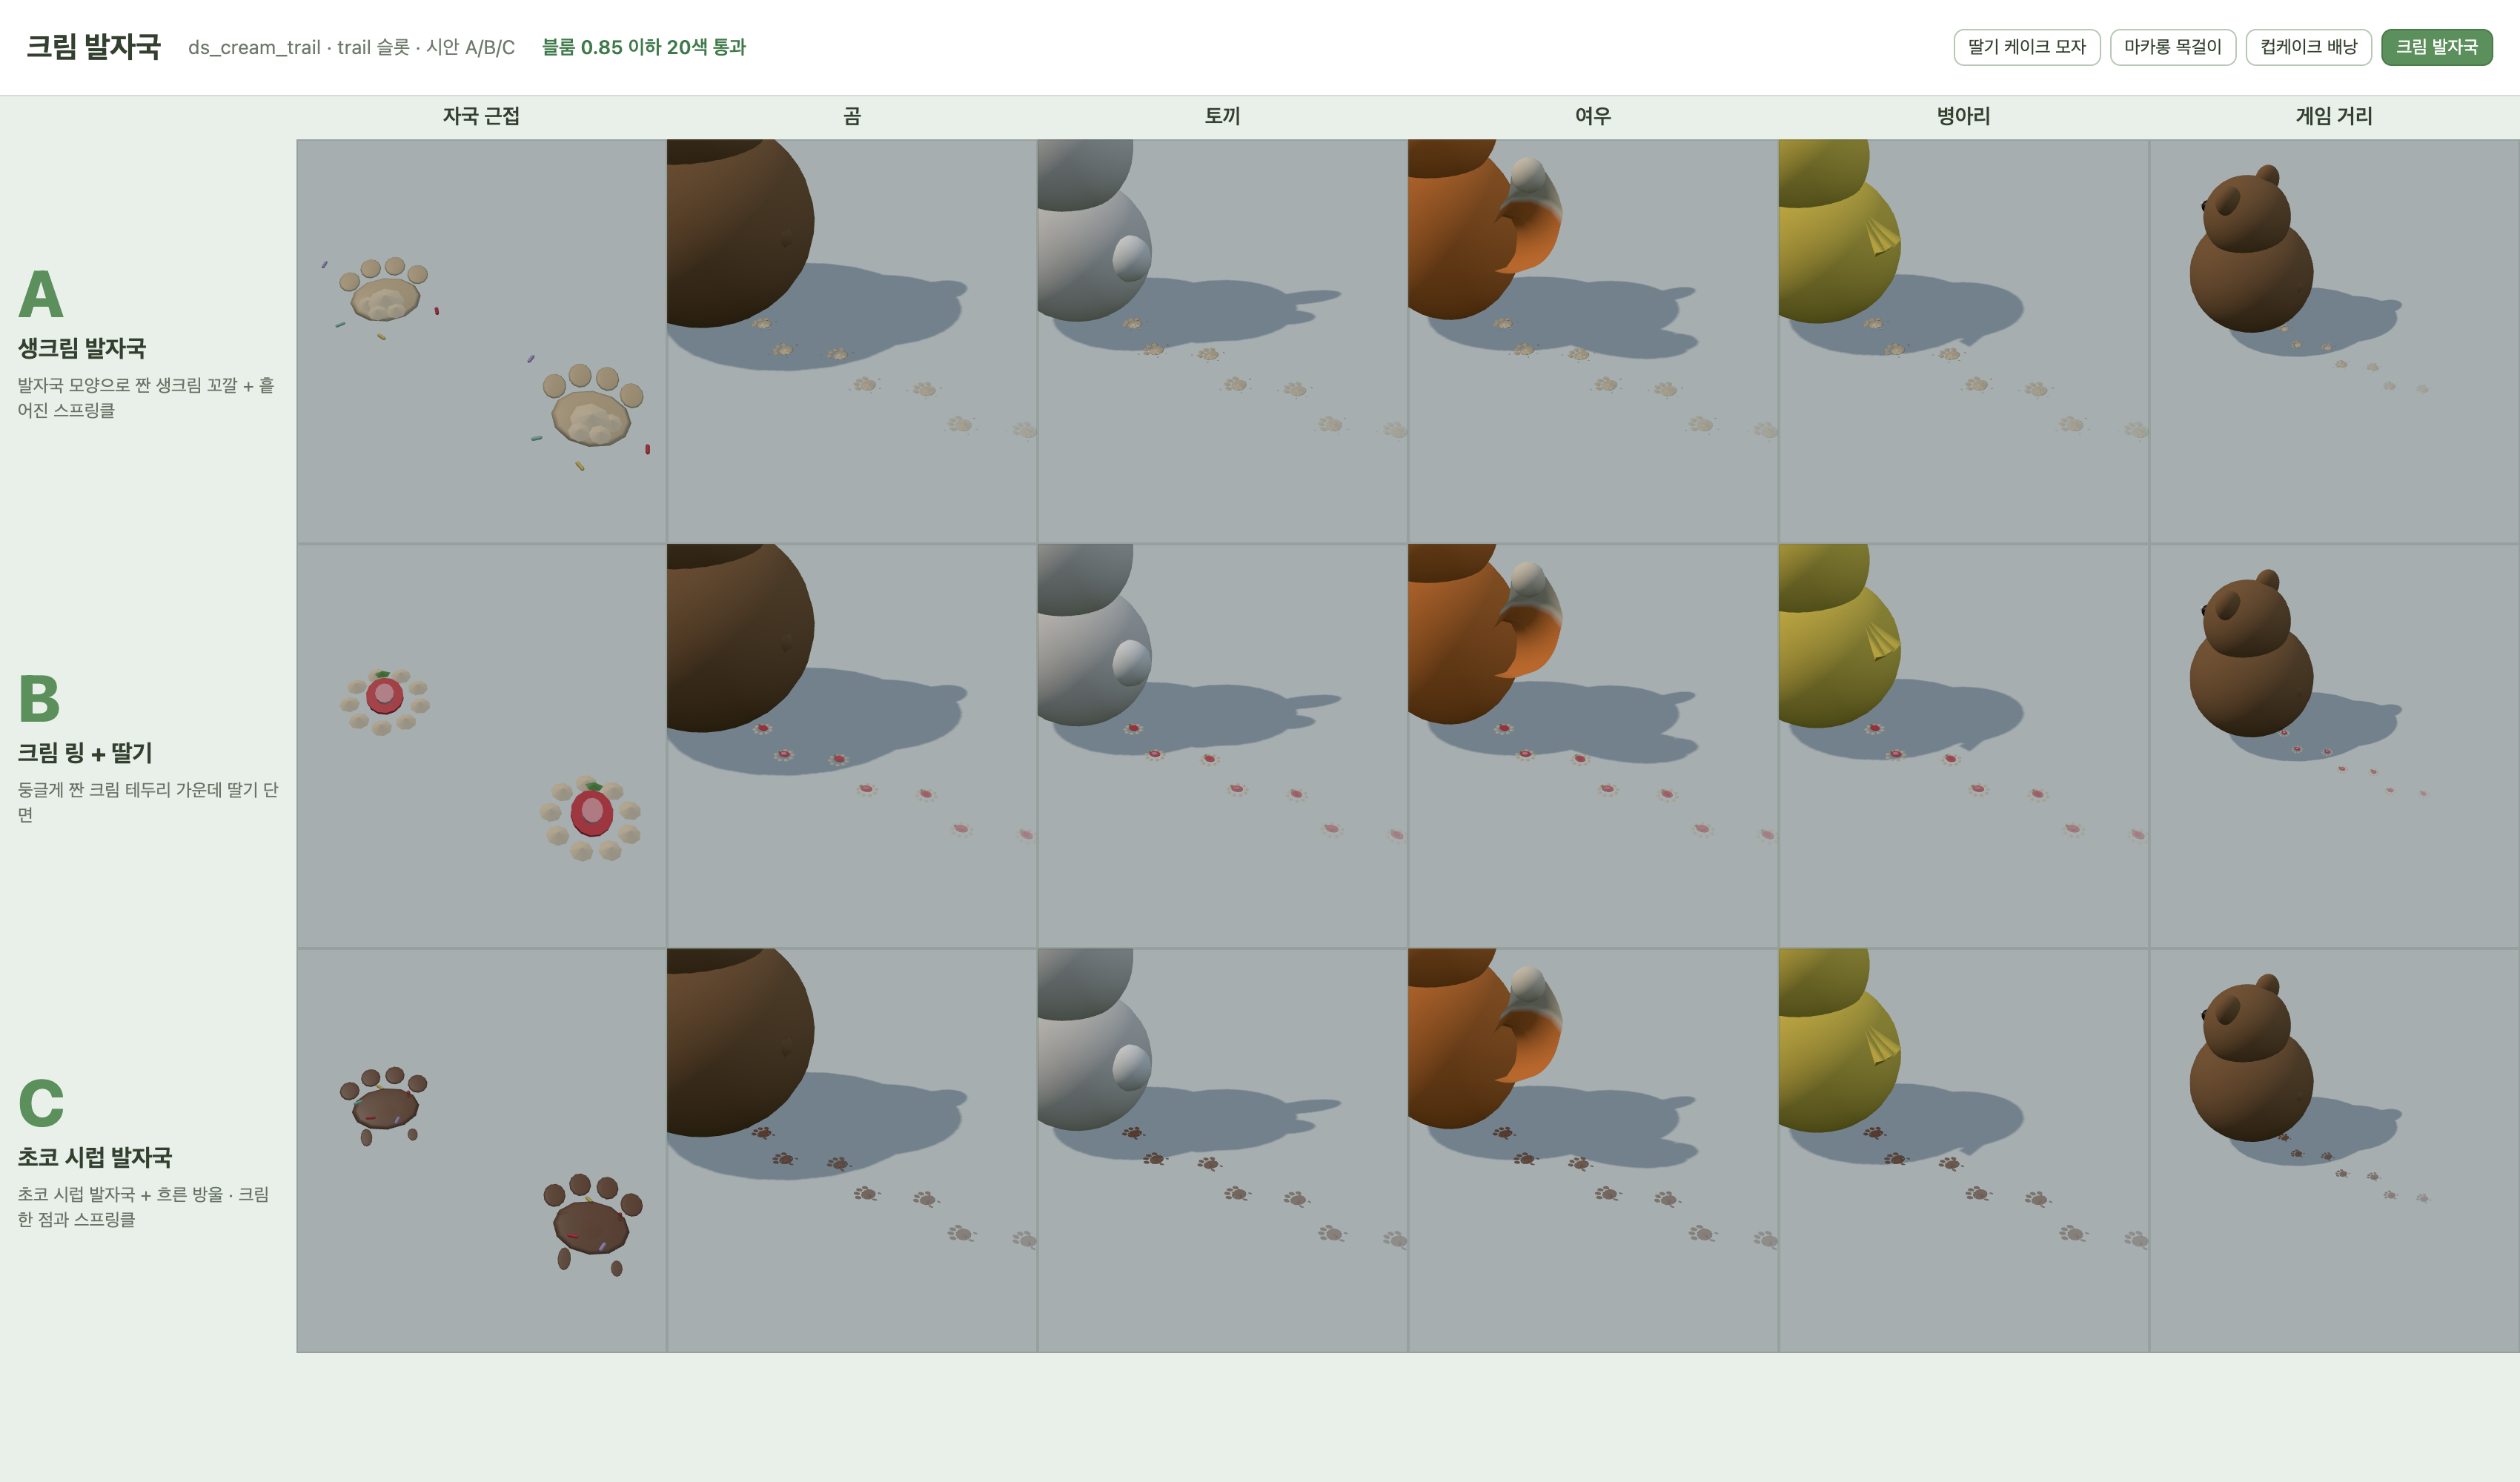 크림 발자국 ds_cream_trail · trail 슬롯 · 시안 A/B/C 블룸 0.85 이하 20색 통과
딸기 케이크 모자 마카롱 목걸이 컵케이크 배낭 크림 발자국
자국 근접 곰 토끼 여우 병아리 게임 거리
A
생크림 발자국
발자국 모양으로 짠 생크림 꼬깔 + 흩
어진 스프링클
B
크림 링 + 딸기
둥글게 짠 크림 테두리 가운데 딸기 단
면
C
초코 시럽 발자국
초코 시럽 발자국 + 흐른 방울 · 크림
한 점과 스프링클